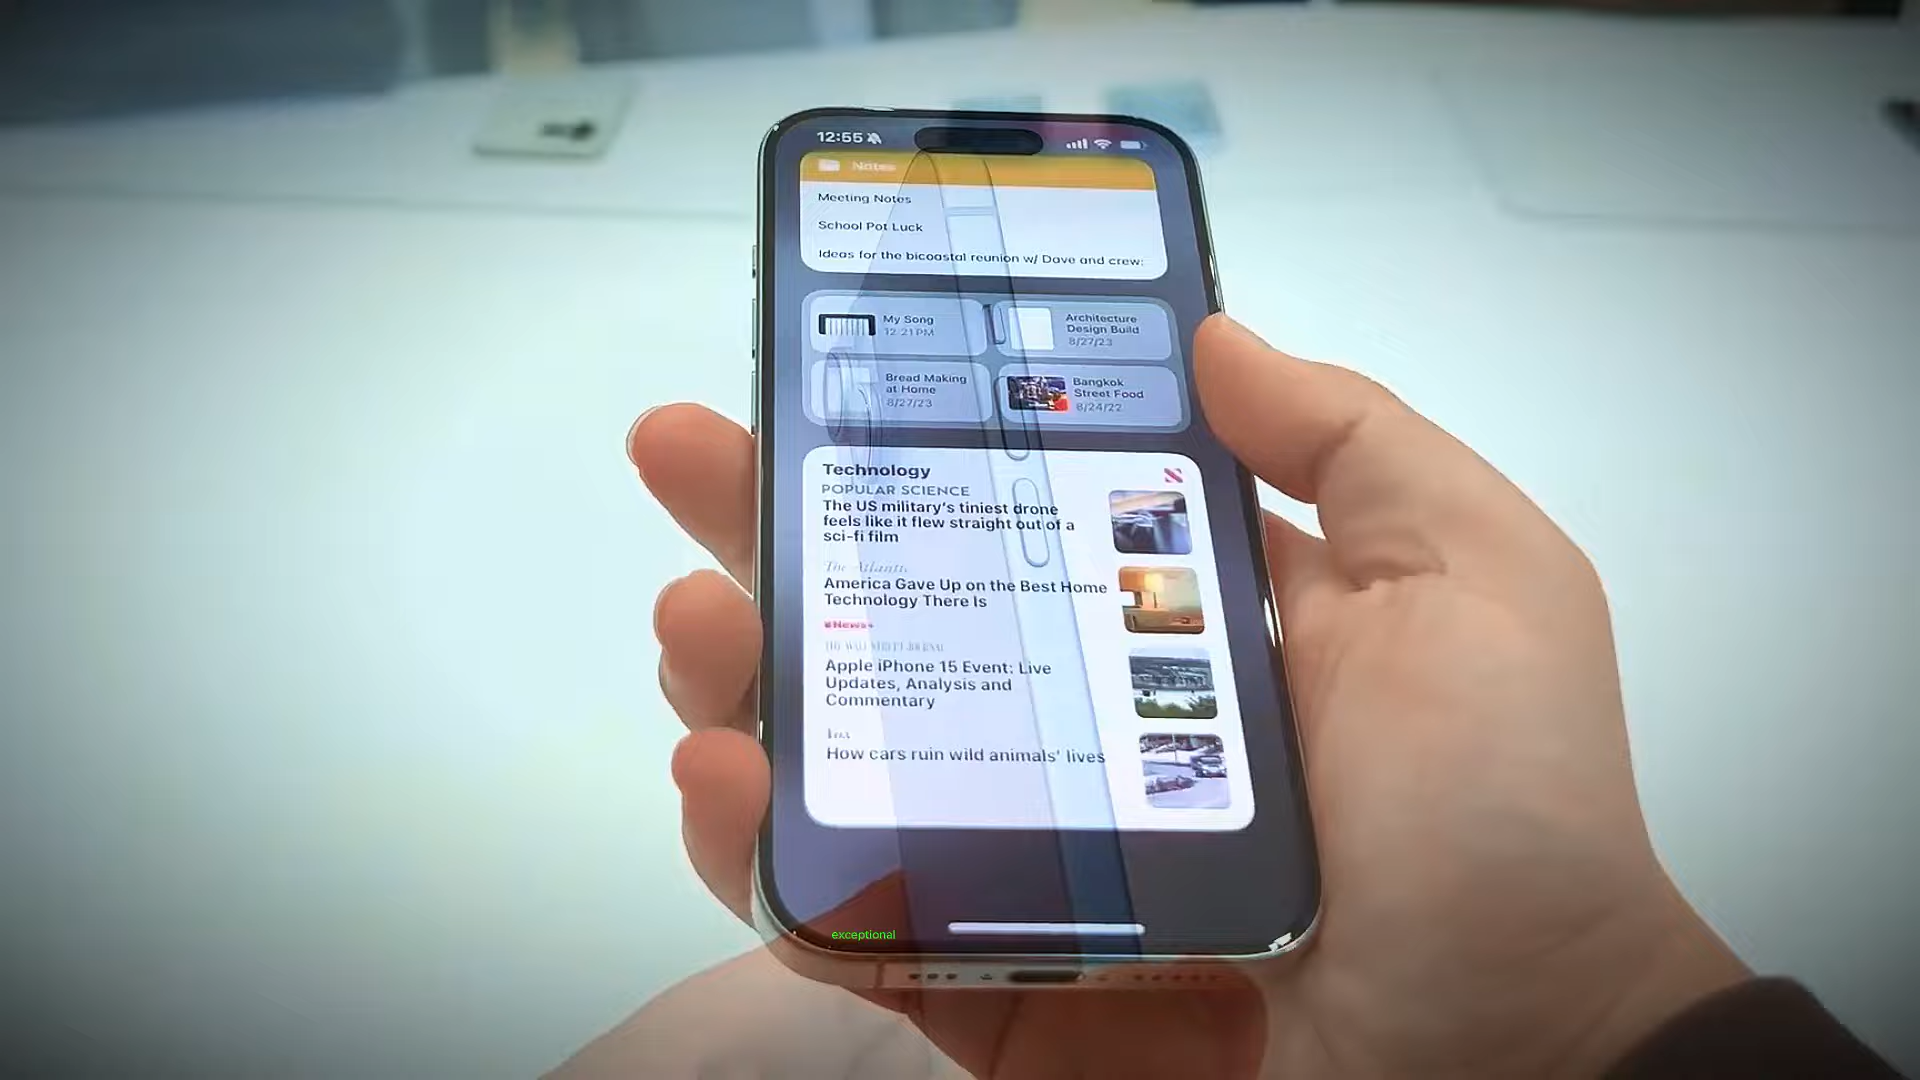 12:55
Notes
Meeting Notes
School Pot Luck
Ideas for the bicoastal reunion w/ Dave and crew:
My Song
12:21 PM
Architecture
Design Build
8/27/23
Bread Making
at Home
8/27/23
Bangkok
Street Food
8/24/22
Technology
POPULAR SCIENCE
The US military's tiniest drone
feels like it flew straight out of a
sci-fi film
The Atlantic
America Gave Up on the Best Home
Technology There Is
News+
THE WALL STREET JOURNAL
Apple iPhone 15 Event: Live
Updates, Analysis and
Commentary
Vox
How cars ruin wild animals' lives
exceptional